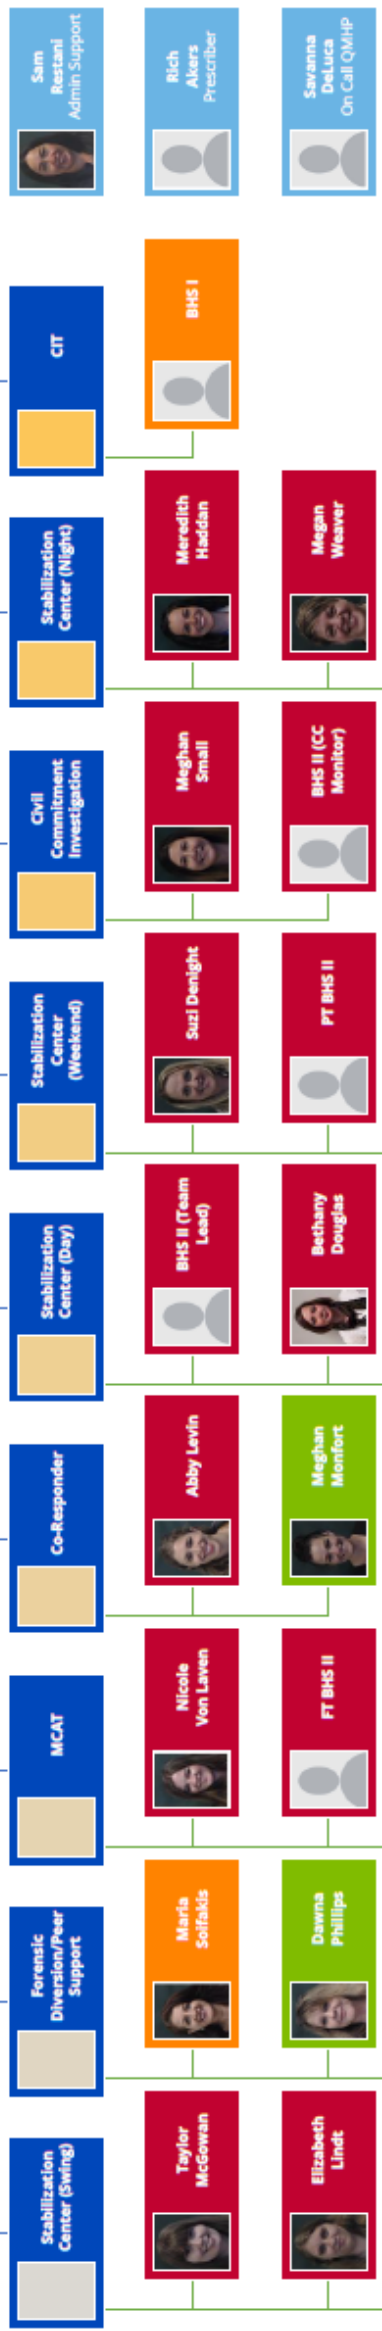 Stabilization
Center (Swing)
Forensic
Diversion/Peer
Support
MCAT
Co-Responder
Stabilization
Center (Day)
Stabilization
Center
(Weekend)
Civil
Commitment
Investigation
Stabilization
Center (Night)
CIT
Sam
Restani
Admin Support
Taylor
McGowan
Maria
Soifakis
Nicole
Von Laven
Abby Levin
BHS II (Team
Lead)
Suzi Denight
Meghan
Small
Meredith
Haddan
BHS I
Rich
Akers
Prescriber
Elizabeth
Lindt
Dawna
Phillips
FT BHS II
Meghan
Monfort
Bethany
Douglas
PT BHS II
BHS II (CC
Monitor)
Megan
Weaver
Savanna
DeLuca
On Call QMHP